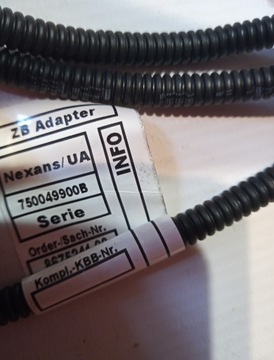 ZB Adapter
Nexans/UA
750049900B
Serie
INFO
Order-/Sach-Nr.
Kompl.-KBB-Nr.